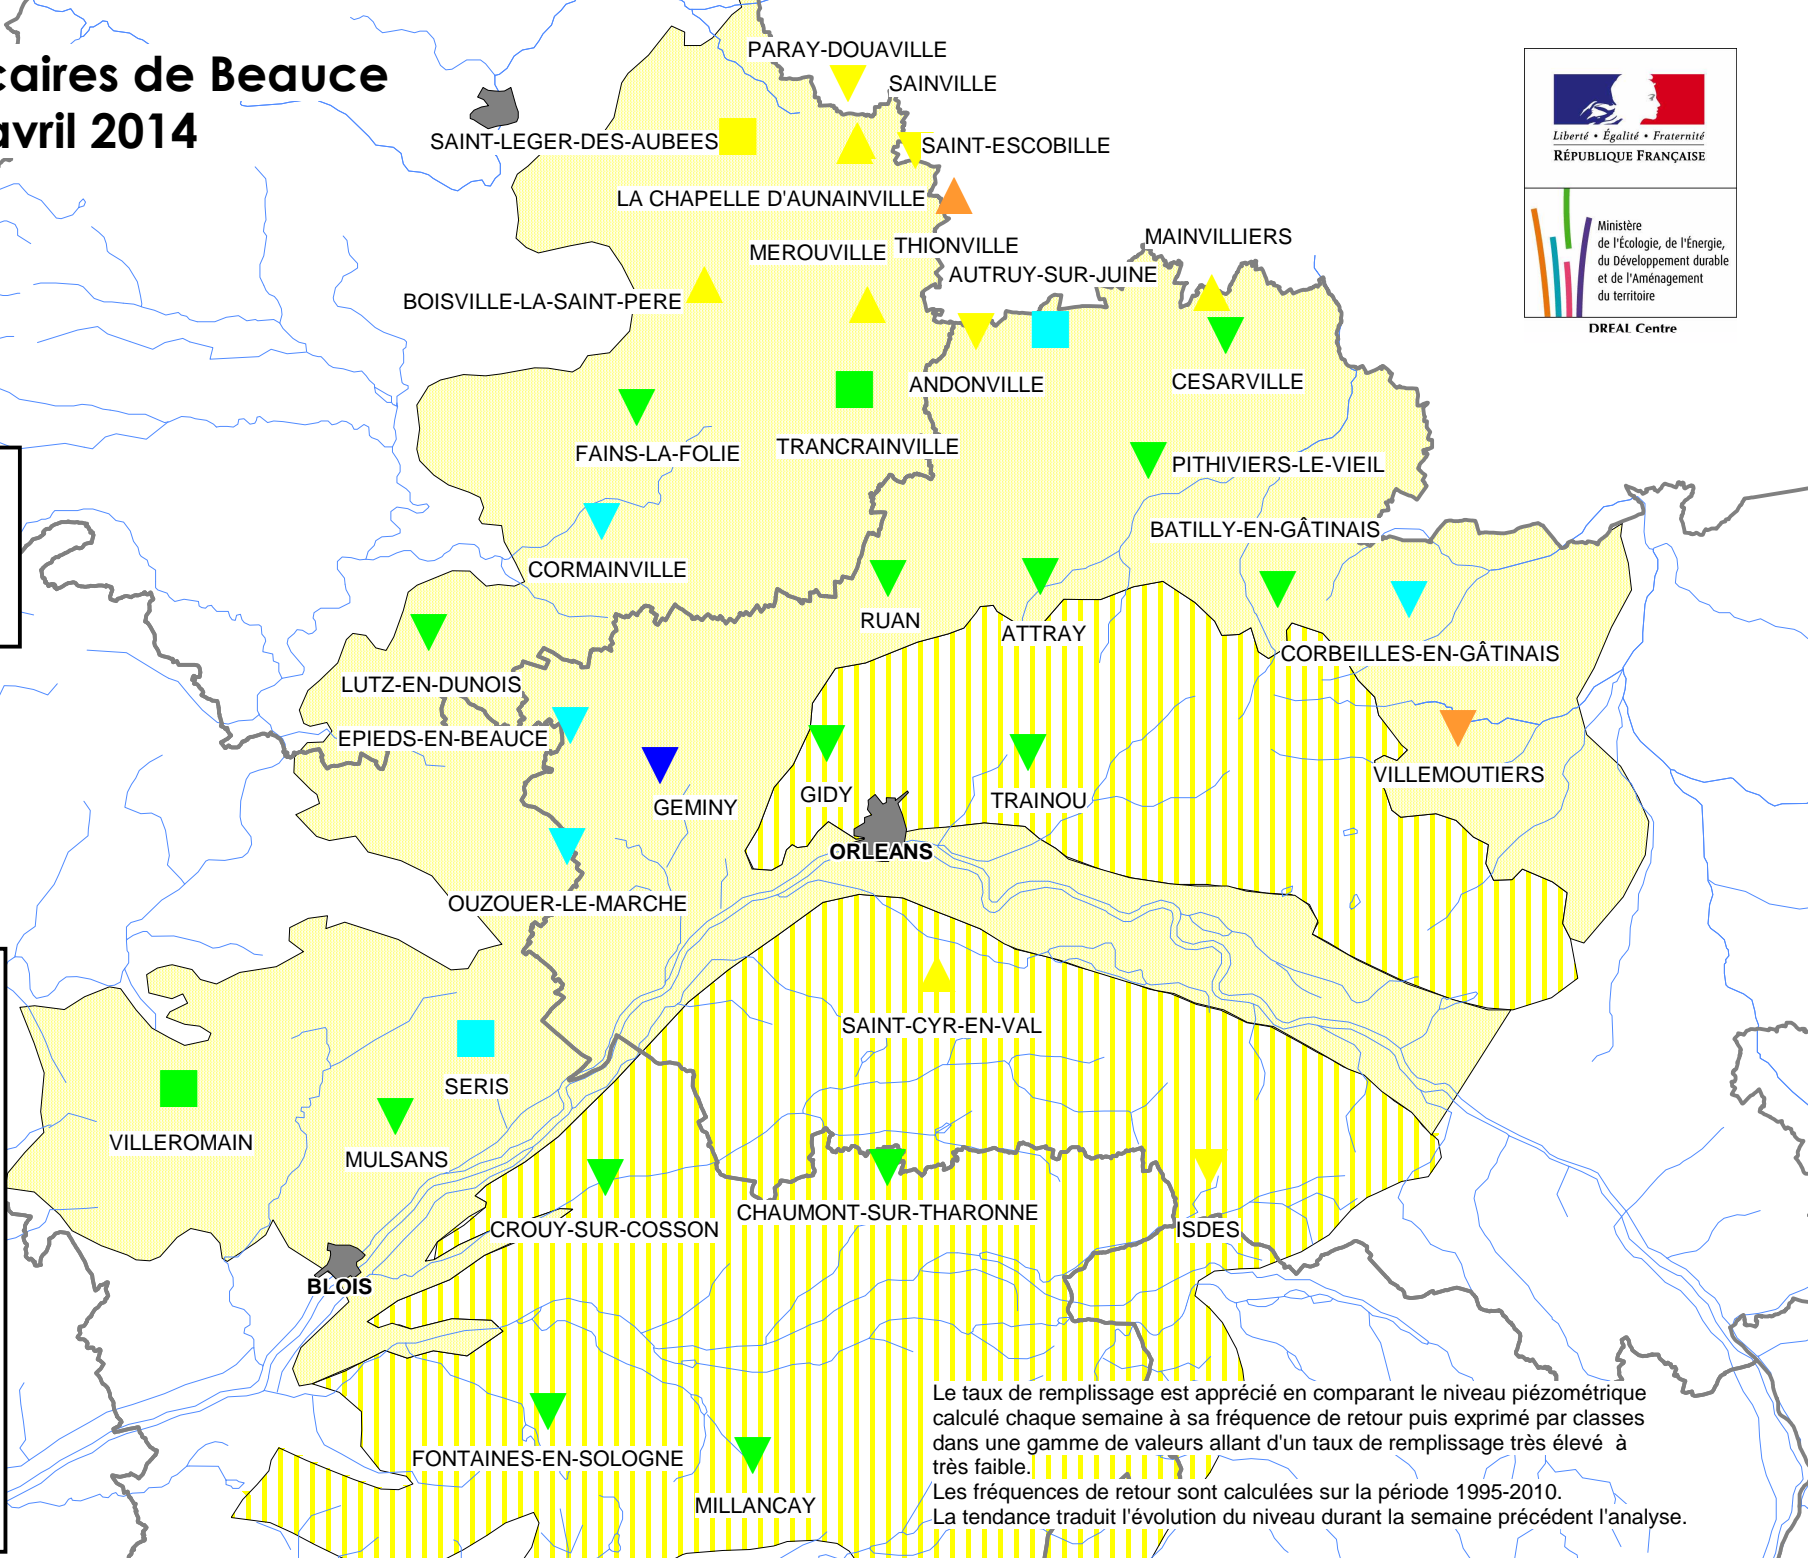 caires de Beauce
avril 2014
PARAY-DOUAVILLE
SAINVILLE
SAINT-LEGER-DES-AUBEES
SAINT-ESCOBILLE
LA CHAPELLE D'AUNAINVILLE
MEROUVILLE
THIONVILLE
MAINVILLIERS
AUTRUY-SUR-JUINE
BOISVILLE-LA-SAINT-PERE
ANDONVILLE
CESARVILLE
FAINS-LA-FOLIE
TRANCRAINVILLE
PITHIVIERS-LE-VIEIL
BATILLY-EN-GÂTINAIS
CORMAINVILLE
RUAN
ATTRAY
CORBEILLES-EN-GÂTINAIS
LUTZ-EN-DUNOIS
EPIEDS-EN-BEAUCE
GEMINY
GIDY
TRAINOU
VILLEMOUTIERS
ORLEANS
OUZOUER-LE-MARCHE
SAINT-CYR-EN-VAL
SERIS
VILLEROMAIN
MULSANS
CROUY-SUR-COSSON
CHAUMONT-SUR-THARONNE
ISDES
BLOIS
FONTAINES-EN-SOLOGNE
MILLANCAY
Liberté • Égalité • Fraternité
RÉPUBLIQUE FRANÇAISE
Ministère
de l'Écologie, de l'Énergie,
du Développement durable
et de l'Aménagement
du territoire
DREAL Centre
Le taux de remplissage est apprécié en comparant le niveau piézométrique
calculé chaque semaine à sa fréquence de retour puis exprimé par classes
dans une gamme de valeurs allant d'un taux de remplissage très élevé à
très faible.
Les fréquences de retour sont calculées sur la période 1995-2010.
La tendance traduit l'évolution du niveau durant la semaine précédent l'analyse.